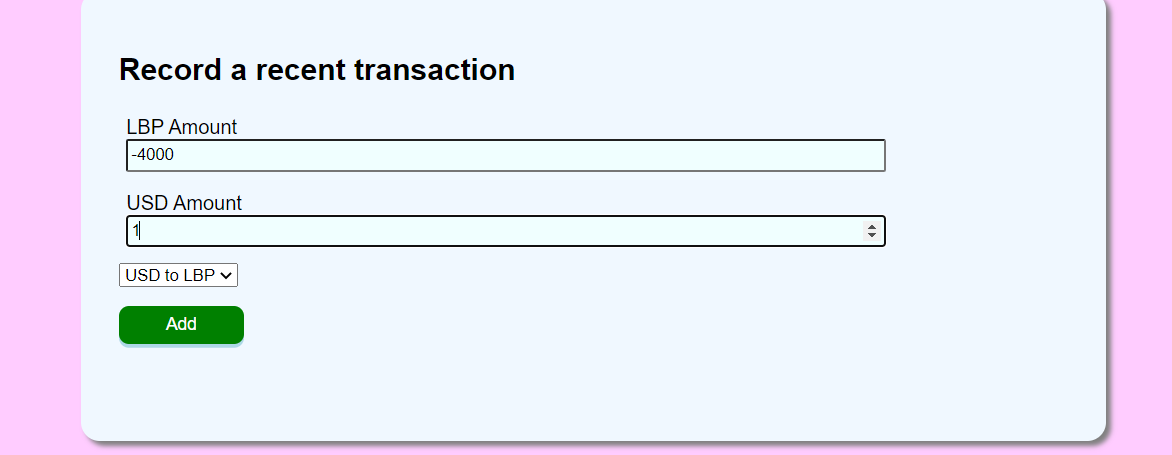 Record a recent transaction
LBP Amount
-4000
USD Amount
1
USD to LBP
Add